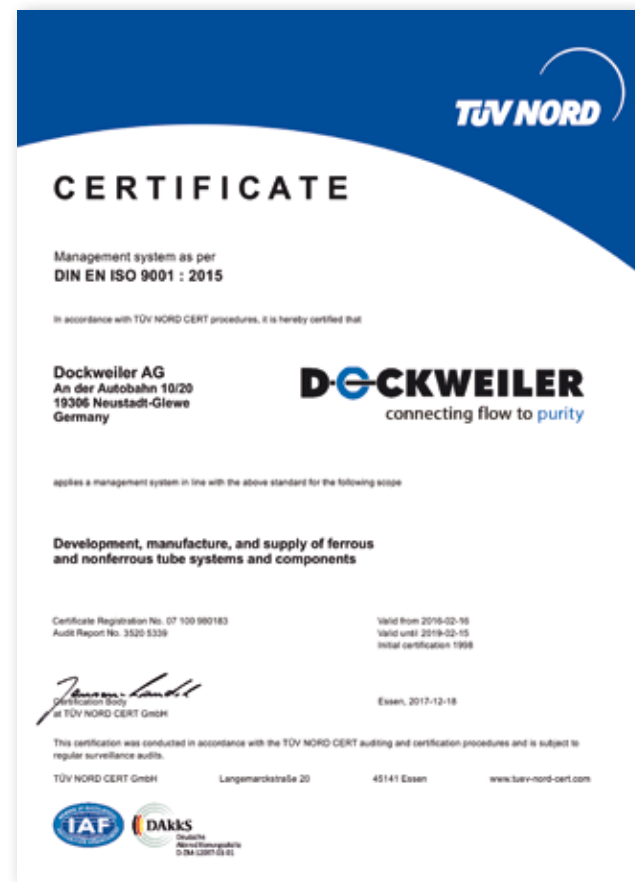 TÜV NORD
CERTIFICATE
Management system as per
DIN EN ISO 9001 : 2015
In accordance with TÜV NORD CERT procedures, it is hereby certified that
Dockweiler AG
An der Autobahn 10/20
19306 Neustadt-Glewe
Germany
DOCKWEILER
connecting flow to purity
applies a management system in line with the above standard for the following scope
Development, manufacture, and supply of ferrous
and nonferrous tube systems and components
Certificate Registration No. 07 100 980183
Audit Report No. 3520 5339
Valid from 2016-02-16
Valid until 2019-02-15
Initial certification 1998
Certification Body
at TÜV NORD CERT GmbH
Essen, 2017-12-18
This certification was conducted in accordance with the TÜV NORD CERT auditing and certification procedures and is subject to
regular surveillance audits.
TÜV NORD CERT GmbH Langemarckstraße 20 45141 Essen www.tuev-nord-cert.com
IAF
DAkkS
Deutsche
Akkreditierungsstelle